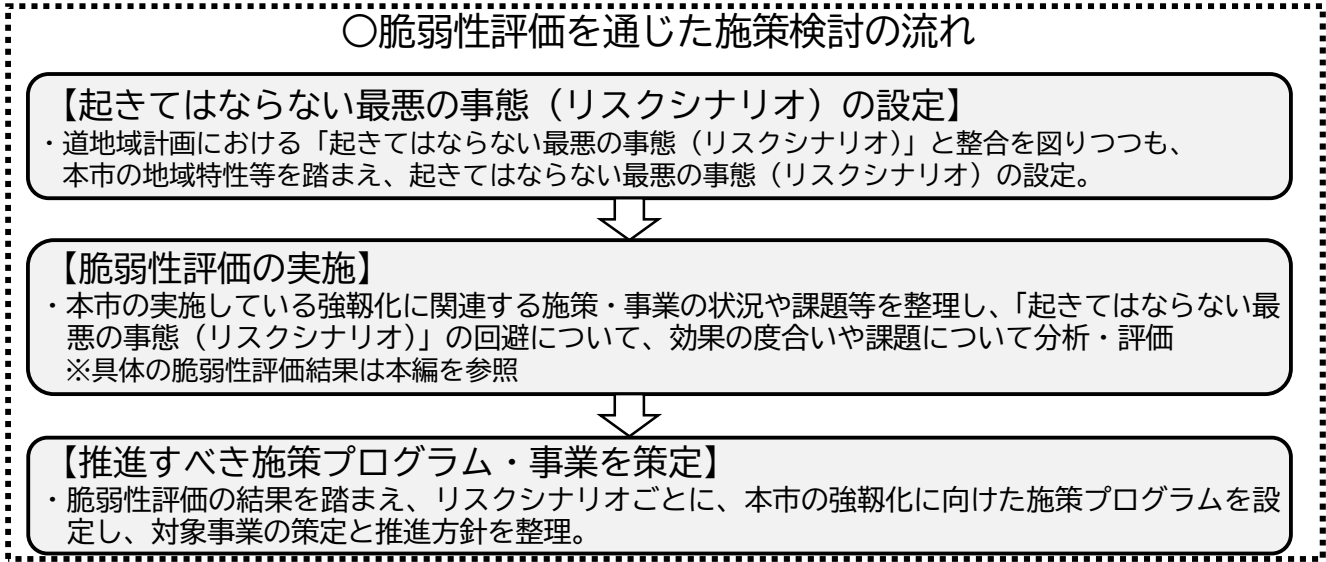 ○脆弱性評価を通じた施策検討の流れ
【起きてはならない最悪の事態（リスクシナリオ）の設定】
・道地域計画における「起きてはならない最悪の事態（リスクシナリオ）」と整合を図りつつも、
本市の地域特性等を踏まえ、起きてはならない最悪の事態（リスクシナリオ）の設定。
【脆弱性評価の実施】
・本市の実施している強靱化に関連する施策・事業の状況や課題等を整理し、「起きてはならない最
悪の事態（リスクシナリオ）」の回避について、効果の度合いや課題について分析・評価
※具体の脆弱性評価結果は本編を参照
【推進すべき施策プログラム・事業を策定】
・脆弱性評価の結果を踏まえ、リスクシナリオごとに、本市の強靱化に向けた施策プログラムを設
定し、対象事業の策定と推進方針を整理。